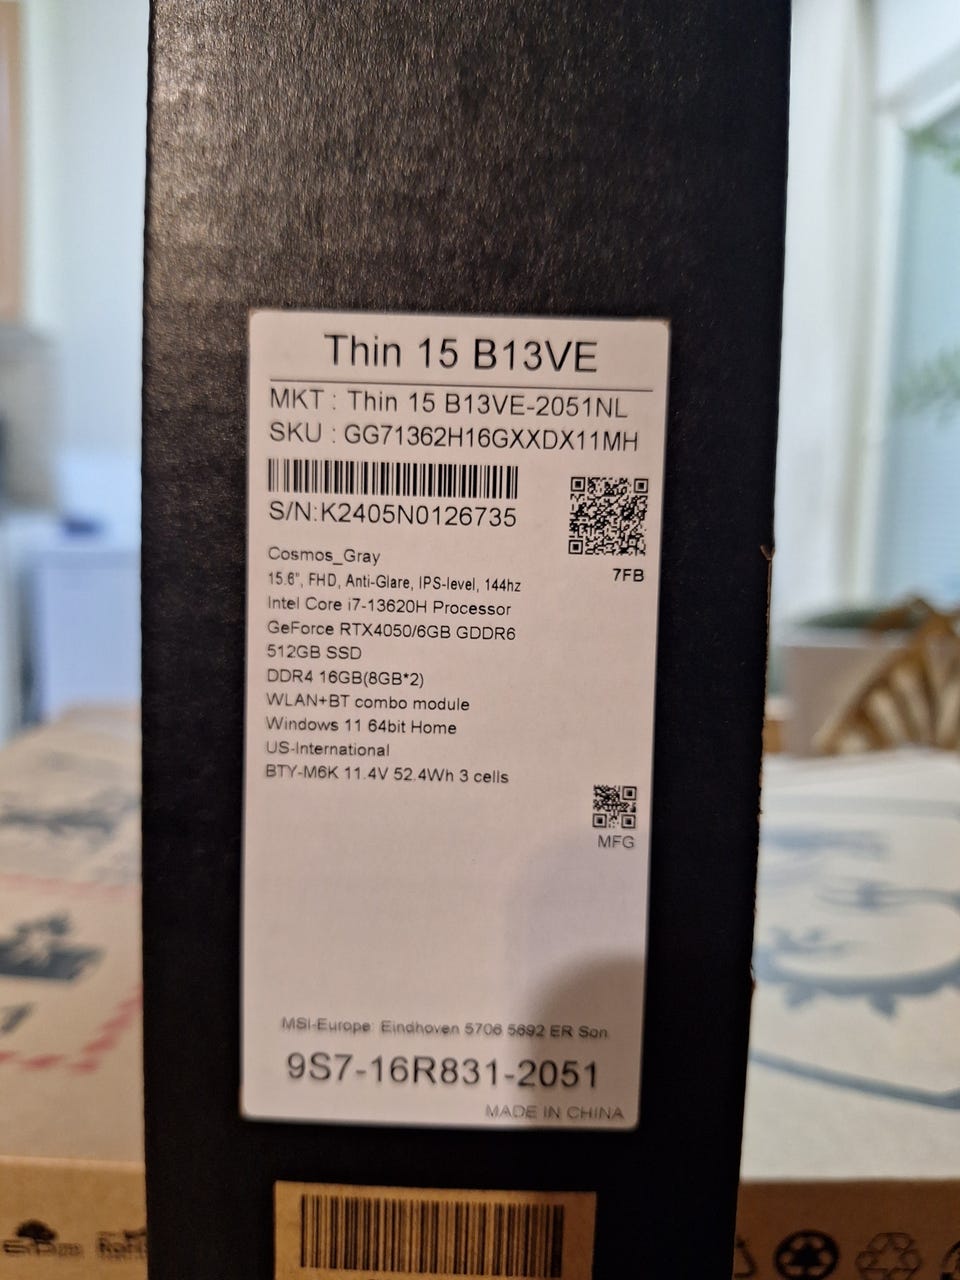 Thin 15 B13VE
MKT : Thin 15 B13VE-2051NL
SKU : GG71362H16GXXDX11MH
S/N:K2405N0126735
7FB
Cosmos_Gray
15.6", FHD, Anti-Glare, IPS-level, 144hz
Intel Core i7-13620H Processor
GeForce RTX4050/6GB GDDR6
512GB SSD
DDR4 16GB(8GB*2)
WLAN+BT combo module
Windows 11 64bit Home
US-International
BTY-M6K 11.4V 52.4Wh 3 cells
MFG
MSI-Europe: Eindhoven 5706 5692 ER Son
9S7-16R831-2051
MADE IN CHINA